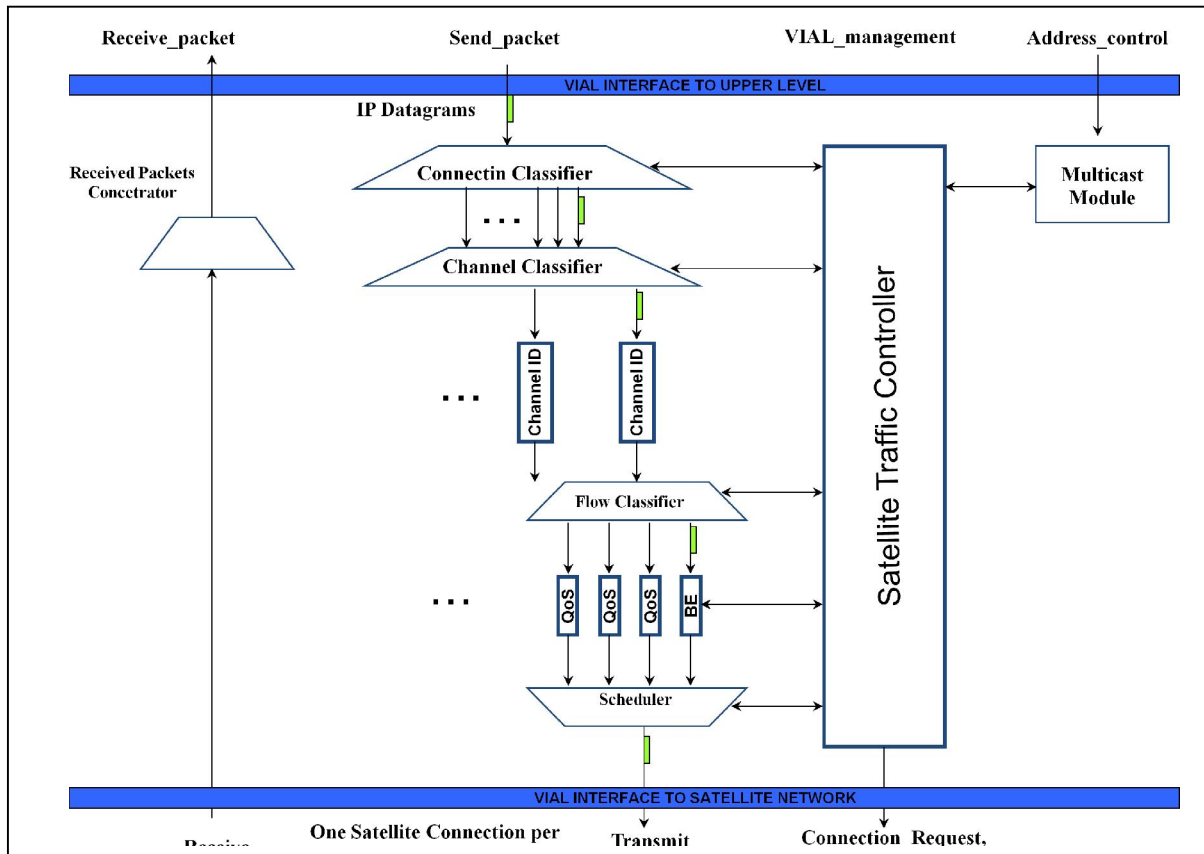 Receive_packet
Send_packet
VIAL_management
Address_control
VIAL INTERFACE TO UPPER LEVEL
IP Datagrams
Received Packets
Concctrator
Connectin Classifier
Multicast
Module
...
Channel Classifier
Satellite Traffic Controller
...
Channel ID
Channel ID
Flow Classifier
...
QoS
QoS
QoS
BE
Scheduler
VIAL INTERFACE TO SATELLITE NETWORK
One Satellite Connection per
Receive
Transmit
Connection_Request,